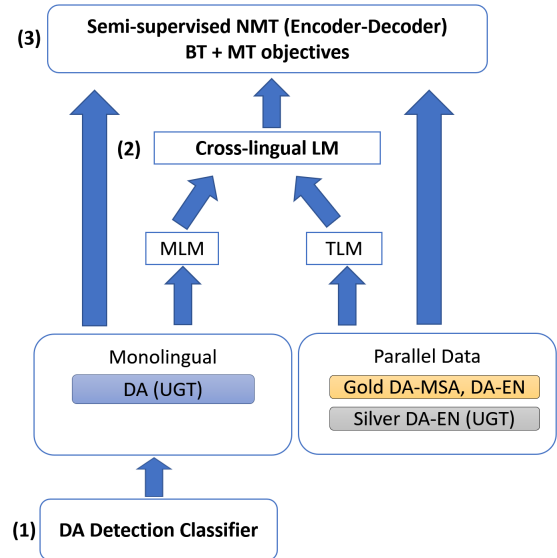 (3)
Semi-supervised NMT (Encoder-Decoder)
BT + MT objectives
(2)
Cross-lingual LM
MLM
TLM
Monolingual
DA (UGT)
Parallel Data
Gold DA-MSA, DA-EN
Silver DA-EN (UGT)
(1)
DA Detection Classifier